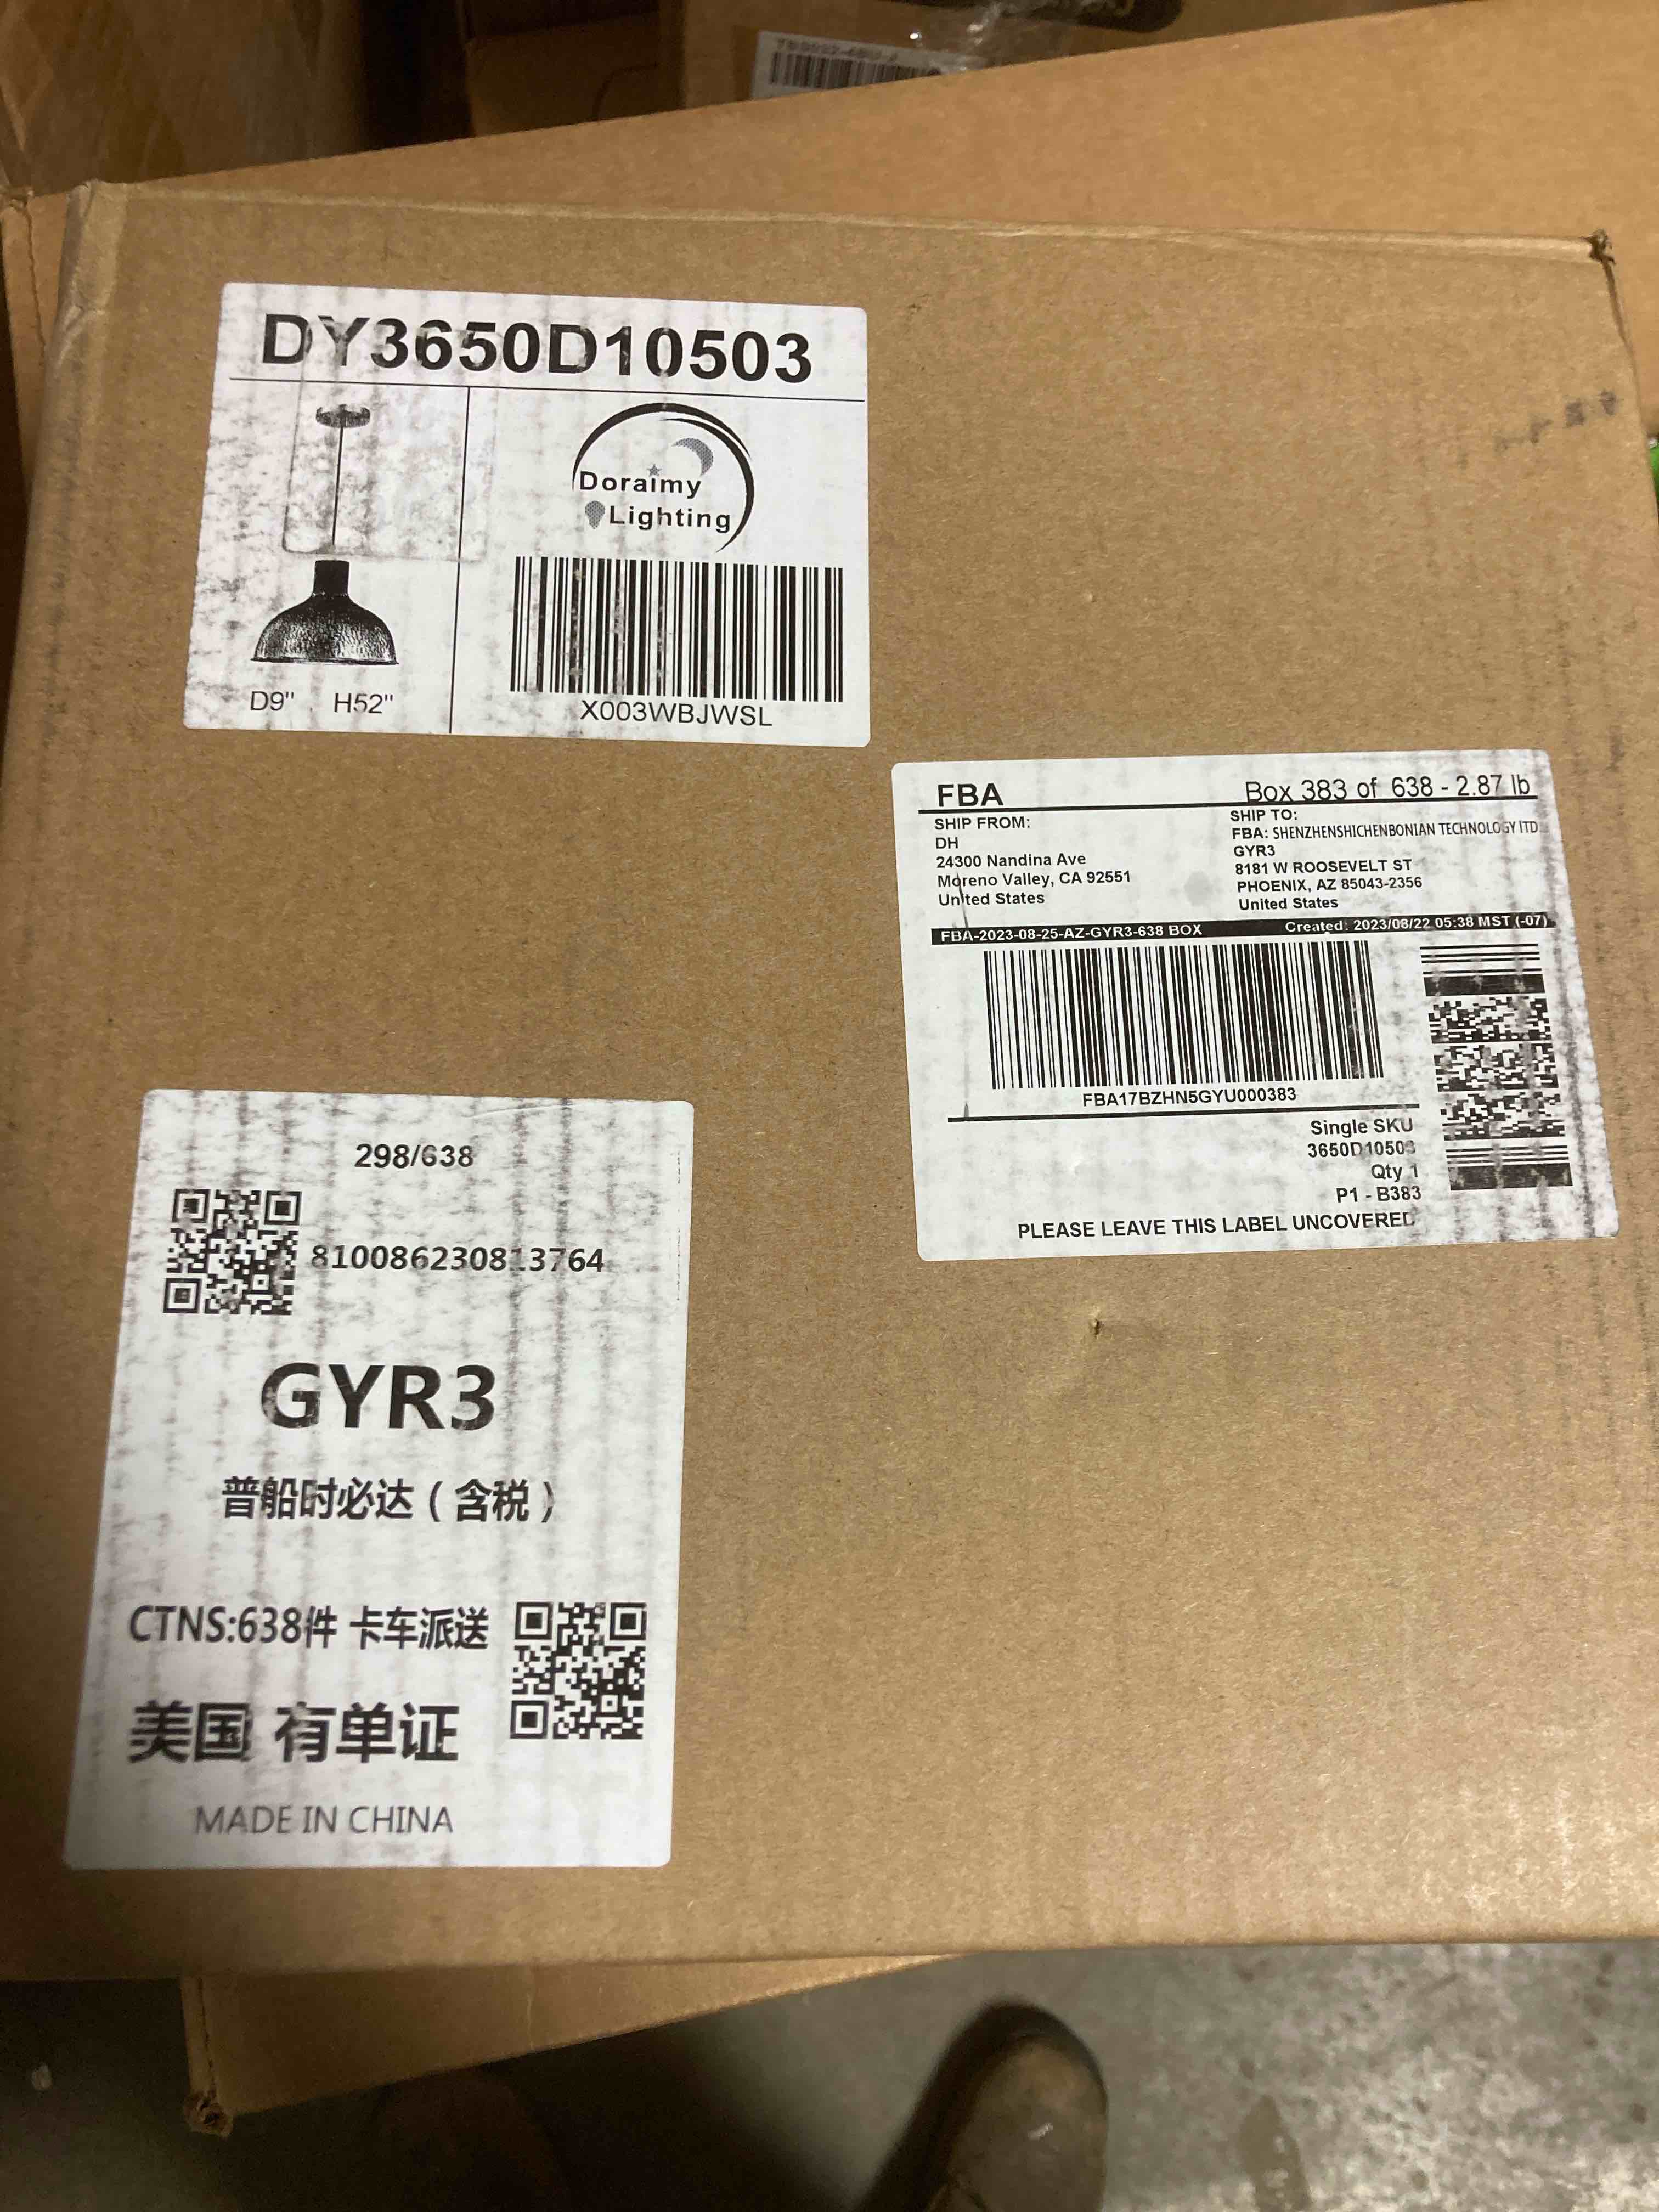 DY3650D10503
Doraimy
Lighting
D9" H52"
X003WBJWSL
FBA
Box 383 of 638 - 2.87 lb
SHIP FROM:
DH
24300 Nandina Ave
Moreno Valley, CA 92551
United States
SHIP TO:
FBA: SHENZHENSHICHENBONIAN TECHNOLOGY lTD
GYR3
8181 W ROOSEVELT ST
PHOENIX, AZ 85043-2356
United States
FBA-2023-08-25-AZ-GYR3-638 BOX
Created: 2023/08/22 05:38 MST (-07)
FBA17BZHN5GYU000383
Single SKU
3650D10503
Qty 1
P1 - B383
PLEASE LEAVE THIS LABEL UNCOVERED
298/638
810086230813764
GYR3
普船时必达（含税）
CTNS:638件 卡车派送
美国 有单证
MADE IN CHINA